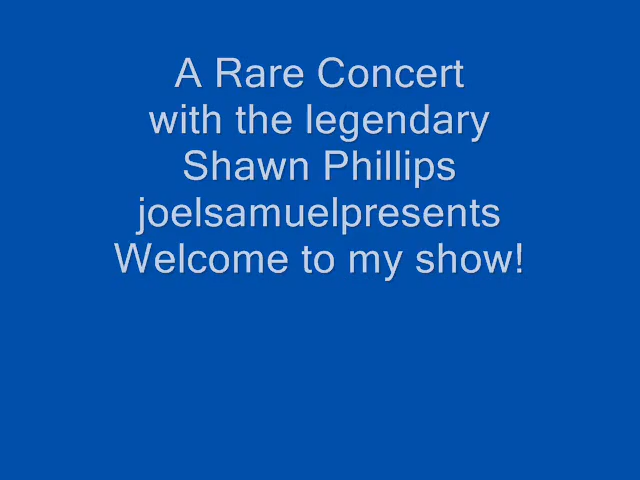 A Rare Concert
with the legendary
Shawn Phillips
joelsamuelpresents
Welcome to my show!